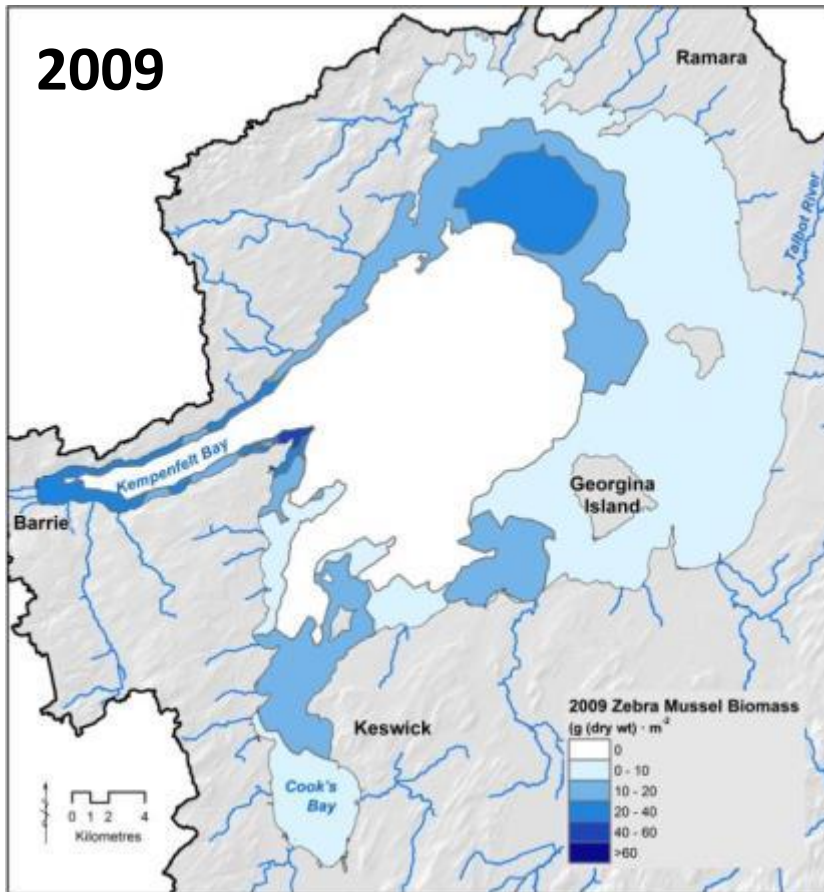 2009
Ramara
Talbot River
Kempenfelt Bay
Barrie
Georgina
Island
Keswick
Cook's
Bay
2009 Zebra Mussel Biomass
(g (dry wt) · m⁻²
0
0 - 10
10 - 20
20 - 40
40 - 60
>60
0 1 2 4
Kilometres